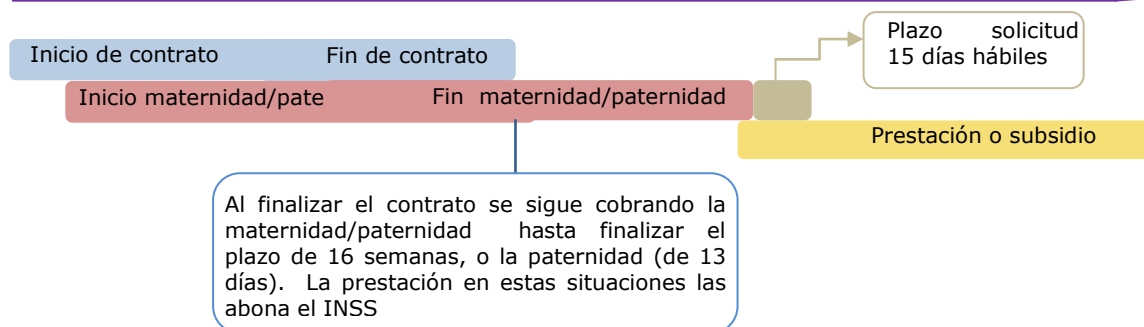 Plazo solicitud
15 días hábiles
Inicio de contrato
Fin de contrato
Inicio maternidad/pate
Fin maternidad/paternidad
Prestación o subsidio
Al finalizar el contrato se sigue cobrando la
maternidad/paternidad hasta finalizar el
plazo de 16 semanas, o la paternidad (de 13
días). La prestación en estas situaciones las
abona el INSS